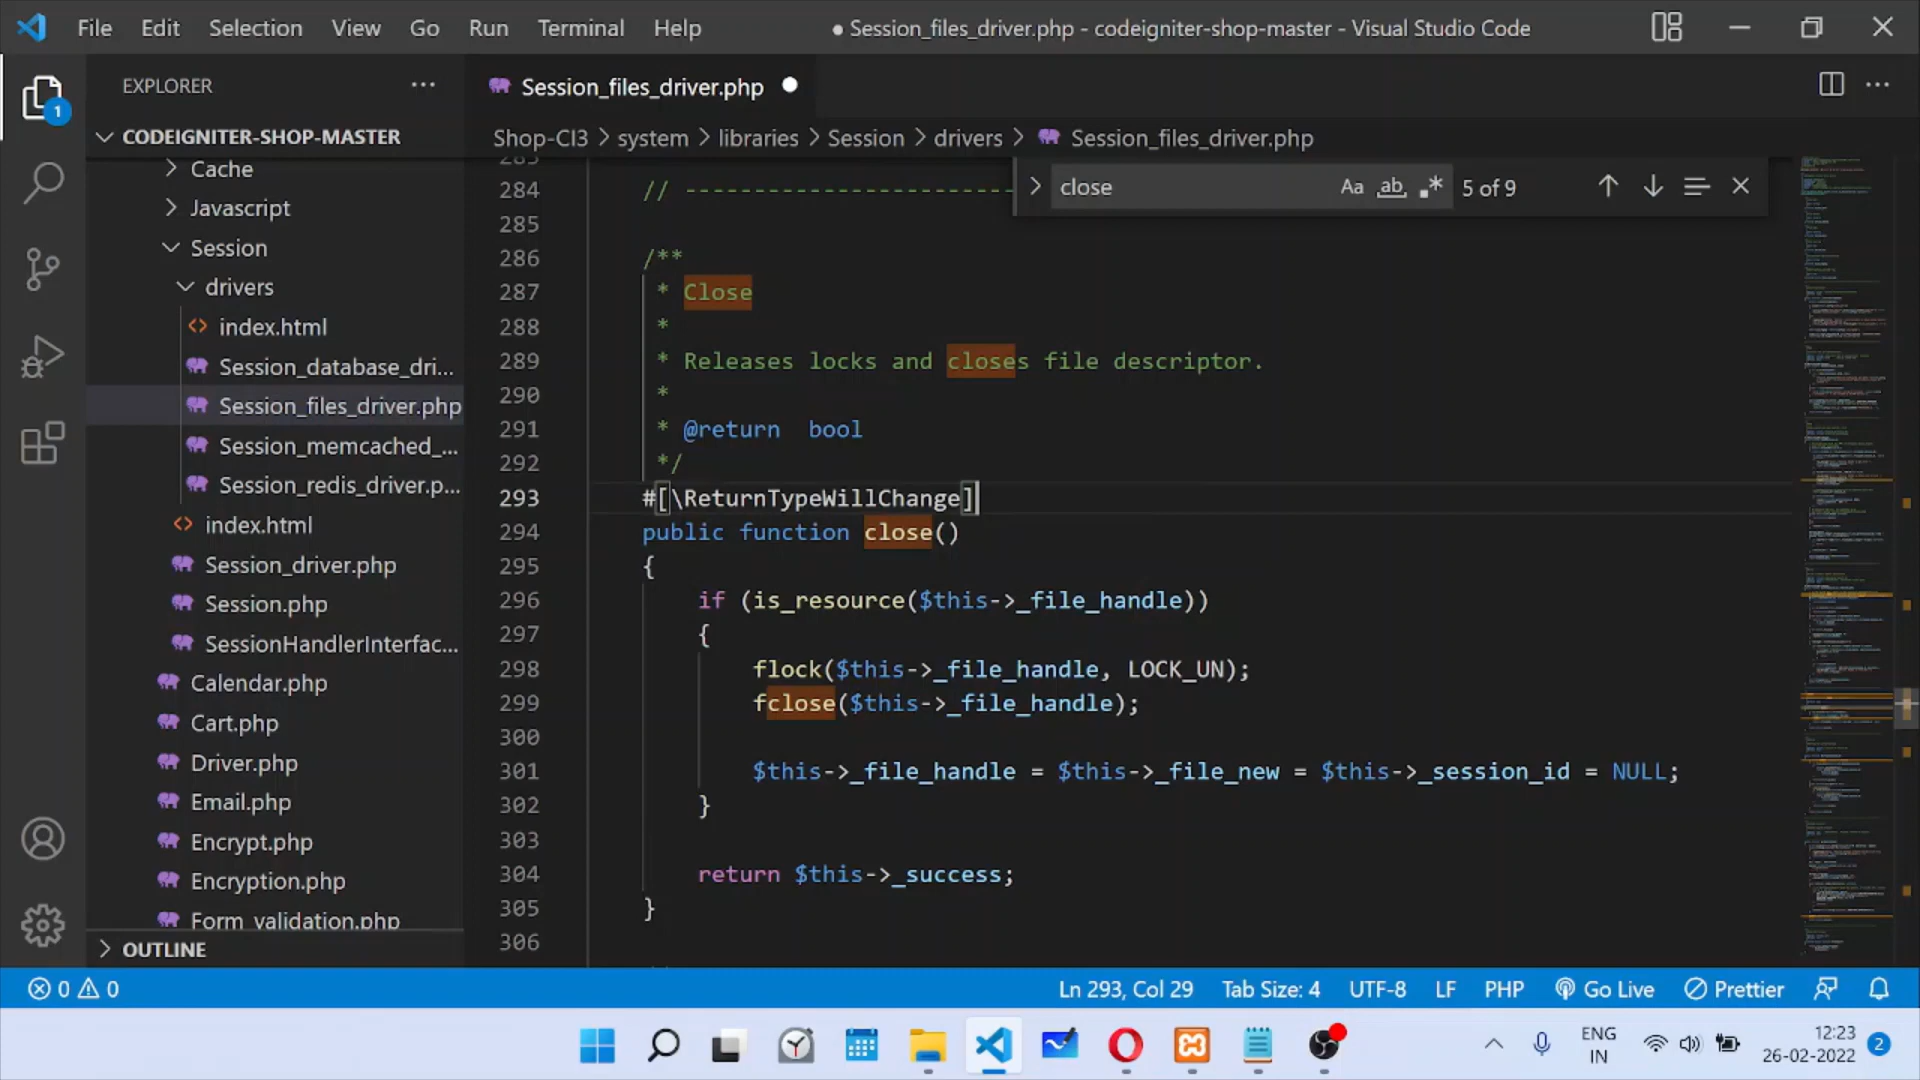 File Edit Selection View Go Run Terminal Help
● Session_files_driver.php - codeigniter-shop-master - Visual Studio Code
EXPLORER
1
CODEIGNITER-SHOP-MASTER
Cache
Javascript
Session
drivers
index.html
Session_database_dri...
Session_files_driver.php
Session_memcached_...
Session_redis_driver.p...
index.html
Session_driver.php
Session.php
SessionHandlerInterfac...
Calendar.php
Cart.php
Driver.php
Email.php
Encrypt.php
Encryption.php
Form_validation.php
OUTLINE
Session_files_driver.php
Shop-CI3 > system > libraries > Session > drivers > Session_files_driver.php
close Aa ab 5 of 9
284 // ------------------------
285
286 /**
287 * Close
288 *
289 * Releases locks and closes file descriptor.
290 *
291 * @return bool
292 */
293 #[\ReturnTypeWillChange]
294 public function close()
295 {
296 if (is_resource($this->_file_handle))
297 {
298 flock($this->_file_handle, LOCK_UN);
299 fclose($this->_file_handle);
300
301 $this->_file_handle = $this->_file_new = $this->_session_id = NULL;
302 }
303
304 return $this->_success;
305 }
306
0 0 Ln 293, Col 29 Tab Size: 4 UTF-8 LF PHP Go Live Prettier
ENG
IN
12:23
26-02-2022
2